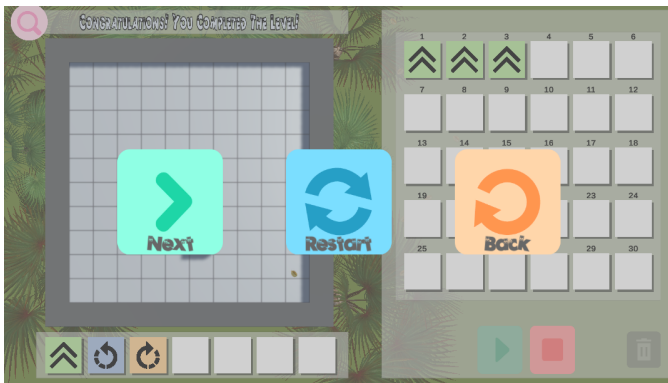 Congratulations! You Completed The Level!
1 2 3 4 5 6
7 8 9 10 11 12
13 14 15 16 17 18
19 23 24
25 29 30
Next Restart Back